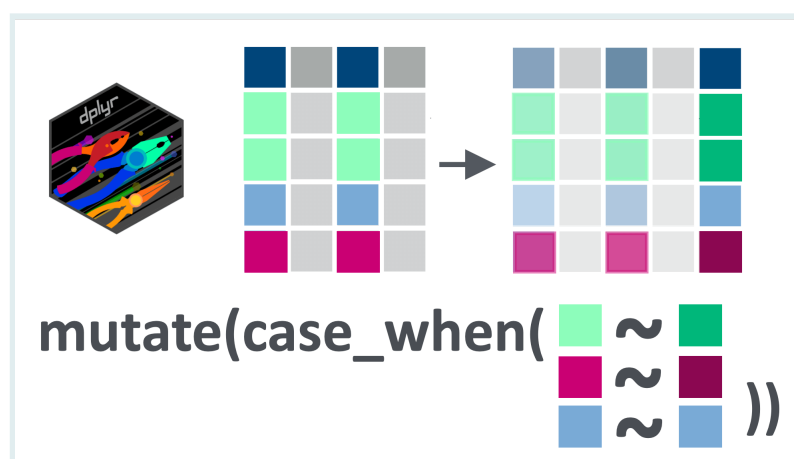 dplyr
mutate(case_when( ~
~
~ ))